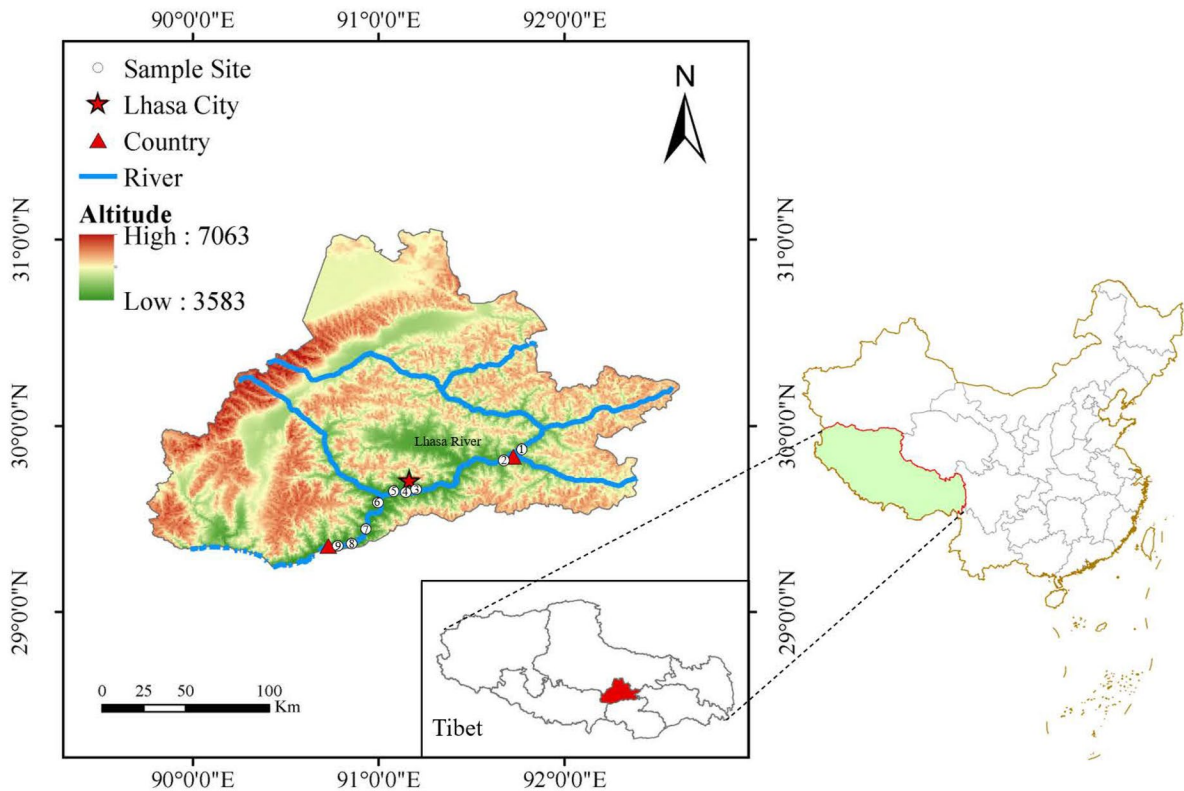 90°0'0"E 91°0'0"E 92°0'0"E
Sample Site
Lhasa City
Country
River
Altitude
High : 7063
Low : 3583
N
31°0'0"N
30°0'0"N
29°0'0"N
31°0'0"N
30°0'0"N
29°0'0"N
Lhasa River
①
②
③
④
⑤
⑥
⑦
⑧
⑨
0 25 50 100
Km
Tibet
90°0'0"E 91°0'0"E 92°0'0"E